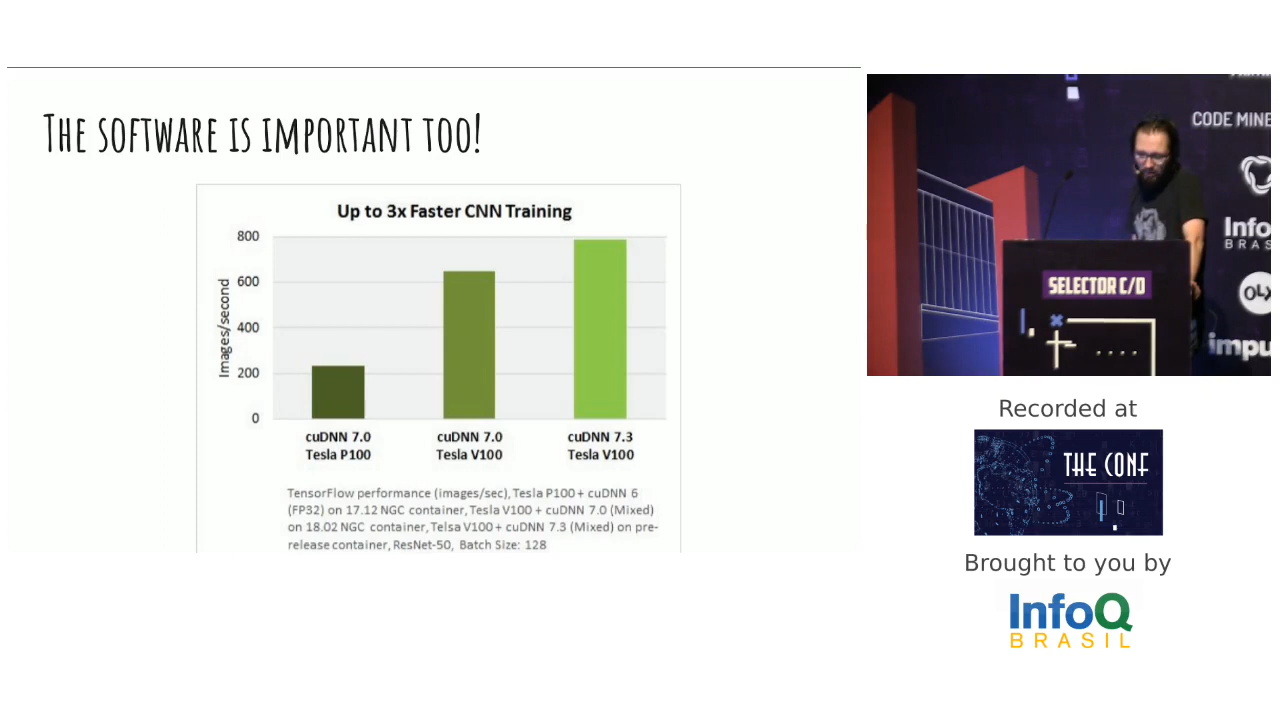 THE SOFTWARE IS IMPORTANT TOO!
Up to 3x Faster CNN Training
Images/second
800
600
400
200
0
cuDNN 7.0
Tesla P100
cuDNN 7.0
Tesla V100
cuDNN 7.3
Tesla V100
TensorFlow performance (images/sec), Tesla P100 + cuDNN 6
(FP32) on 17.12 NGC container, Tesla V100 + cuDNN 7.0 (Mixed)
on 18.02 NGC container, Telsa V100 + cuDNN 7.3 (Mixed) on pre-
release container, ResNet-50, Batch Size: 128
CODE MINE
Info
BRAS
OLX
impu
SELECTOR C/D
Recorded at
THE CONF
Brought to you by
InfoQ
BRASIL